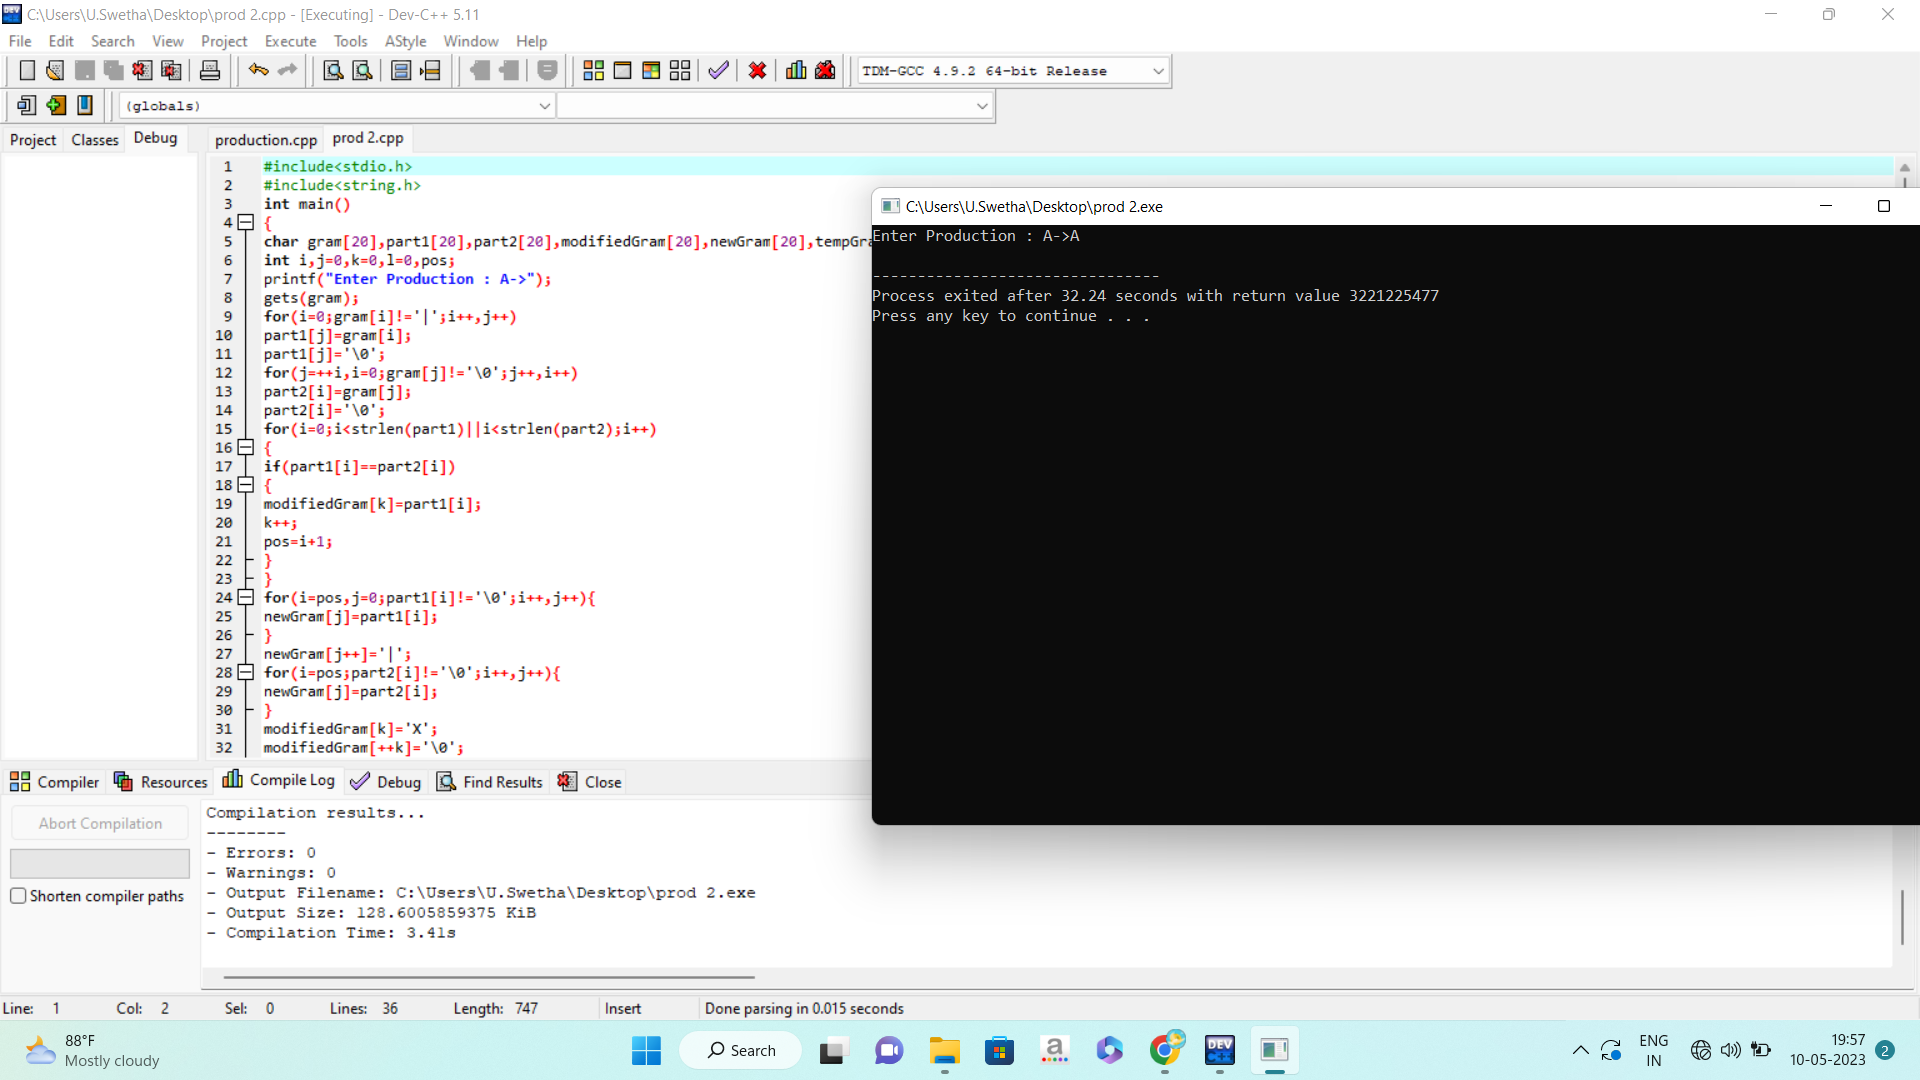 C:\Users\U.Swetha\Desktop\prod 2.cpp - [Executing] - Dev-C++ 5.11
File Edit Search View Project Execute Tools AStyle Window Help
TDM-GCC 4.9.2 64-bit Release
(globals)
Project Classes Debug
production.cpp prod 2.cpp
1 #include<stdio.h>
2 #include<string.h>
3 int main()
4 {
5 char gram[20],part1[20],part2[20],modifiedGram[20],newGram[20],tempGra
6 int i,j=0,k=0,l=0,pos;
7 printf("Enter Production : A->");
8 gets(gram);
9 for(i=0;gram[i]!='|';i++,j++)
10 part1[j]=gram[i];
11 part1[j]='\0';
12 for(j=++i,i=0;gram[j]!='\0';j++,i++)
13 part2[i]=gram[j];
14 part2[i]='\0';
15 for(i=0;i<strlen(part1)||i<strlen(part2);i++)
16 {
17 if(part1[i]==part2[i])
18 {
19 modifiedGram[k]=part1[i];
20 k++;
21 pos=i+1;
22 }
23 }
24 for(i=pos,j=0;part1[i]!='\0';i++,j++){
25 newGram[j]=part1[i];
26 }
27 newGram[j++]='|';
28 for(i=pos;part2[i]!='\0';i++,j++){
29 newGram[j]=part2[i];
30 }
31 modifiedGram[k]='X';
32 modifiedGram[++k]='\0';
C:\Users\U.Swetha\Desktop\prod 2.exe
Enter Production : A->A
--------------------------------
Process exited after 32.24 seconds with return value 3221225477
Press any key to continue . . .
Compiler Resources Compile Log Debug Find Results Close
Abort Compilation
Shorten compiler paths
Compilation results...
--------
- Errors: 0
- Warnings: 0
- Output Filename: C:\Users\U.Swetha\Desktop\prod 2.exe
- Output Size: 128.6005859375 KiB
- Compilation Time: 3.41s
Line: 1 Col: 2 Sel: 0 Lines: 36 Length: 747 Insert Done parsing in 0.015 seconds
88°F
Mostly cloudy
Search
DEV
C++
a
ENG
IN
19:57
10-05-2023
2